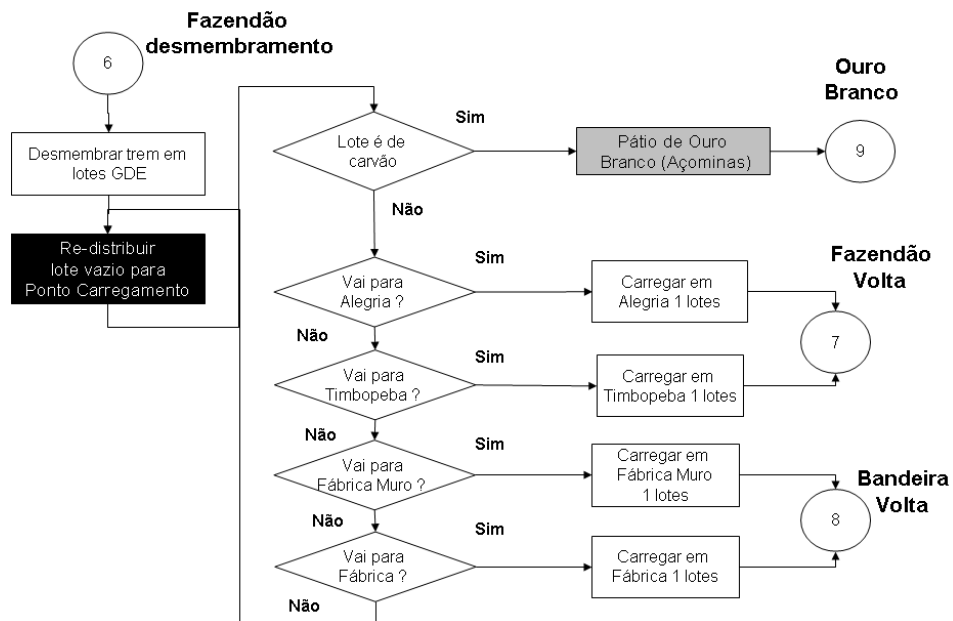 Fazendão
desmembramento
6
Desmembrar trem em
lotes GDE
Re-distribuir
lote vazio para
Ponto Carregamento
Lote é de
carvão
Sim
Pátio de Ouro
Branco (Açominas)
Ouro
Branco
9
Não
Vai para
Alegria ?
Sim
Carregar em
Alegria 1 lotes
Fazendão
Volta
7
Não
Vai para
Timbopeba ?
Sim
Carregar em
Timbopeba 1 lotes
Não
Vai para
Fábrica Muro ?
Sim
Carregar em
Fábrica Muro
1 lotes
Bandeira
Volta
8
Não
Vai para
Fábrica ?
Sim
Carregar em
Fábrica 1 lotes
Não